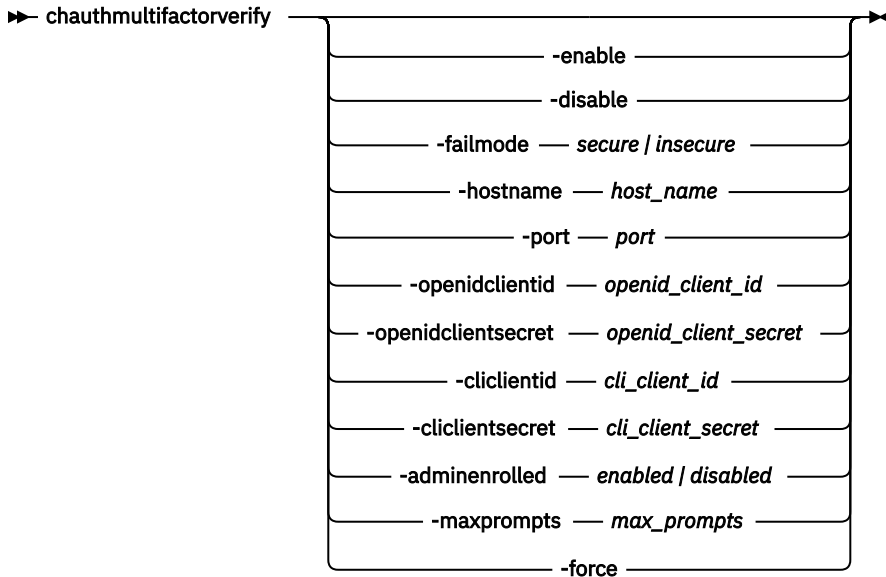 chauthmultifactorverify
-enable
-disable
-failmode secure | insecure
-hostname host_name
-port port
-openidclientid openid_client_id
-openidclientsecret openid_client_secret
-cliclientid cli_client_id
-cliclientsecret cli_client_secret
-adminenrolled enabled | disabled
-maxprompts max_prompts
-force